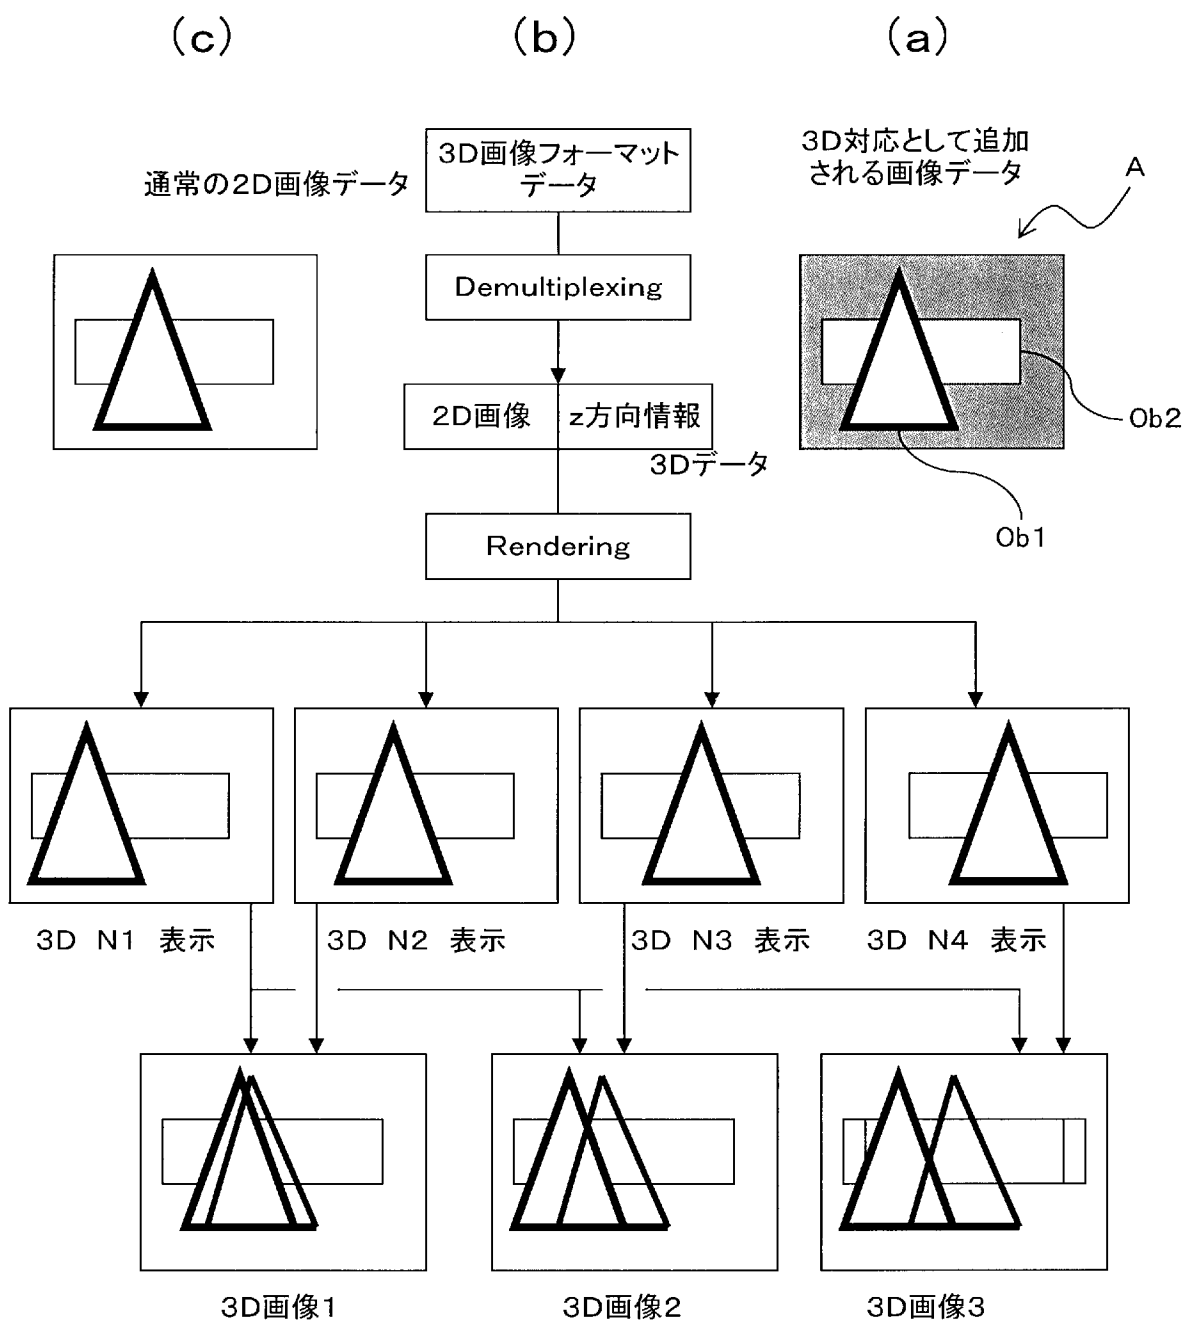 (c)
(b)
(a)
通常の2D画像データ
3D画像フォーマット
データ
3D対応として追加
される画像データ
A
Demultiplexing
2D画像
z方向情報
3Dデータ
Ob2
Ob1
Rendering
3D N1 表示
3D N2 表示
3D N3 表示
3D N4 表示
3D画像1
3D画像2
3D画像3